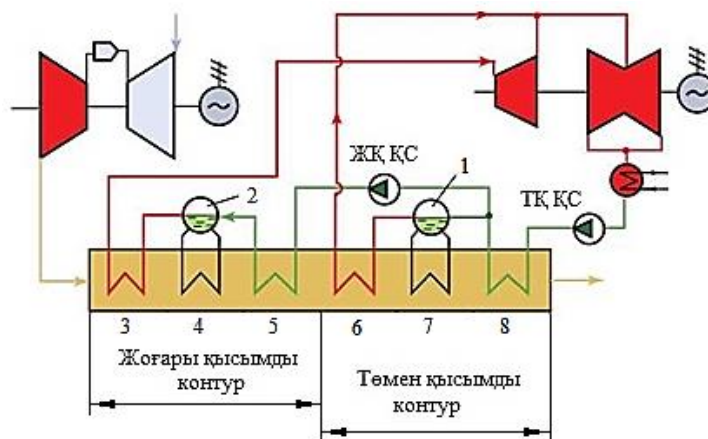 ЖҚ ҚС
1
2
ТҚ ҚС
3 4 5 6 7 8
Жоғары қысымды
контур
Төмен қысымды
контур